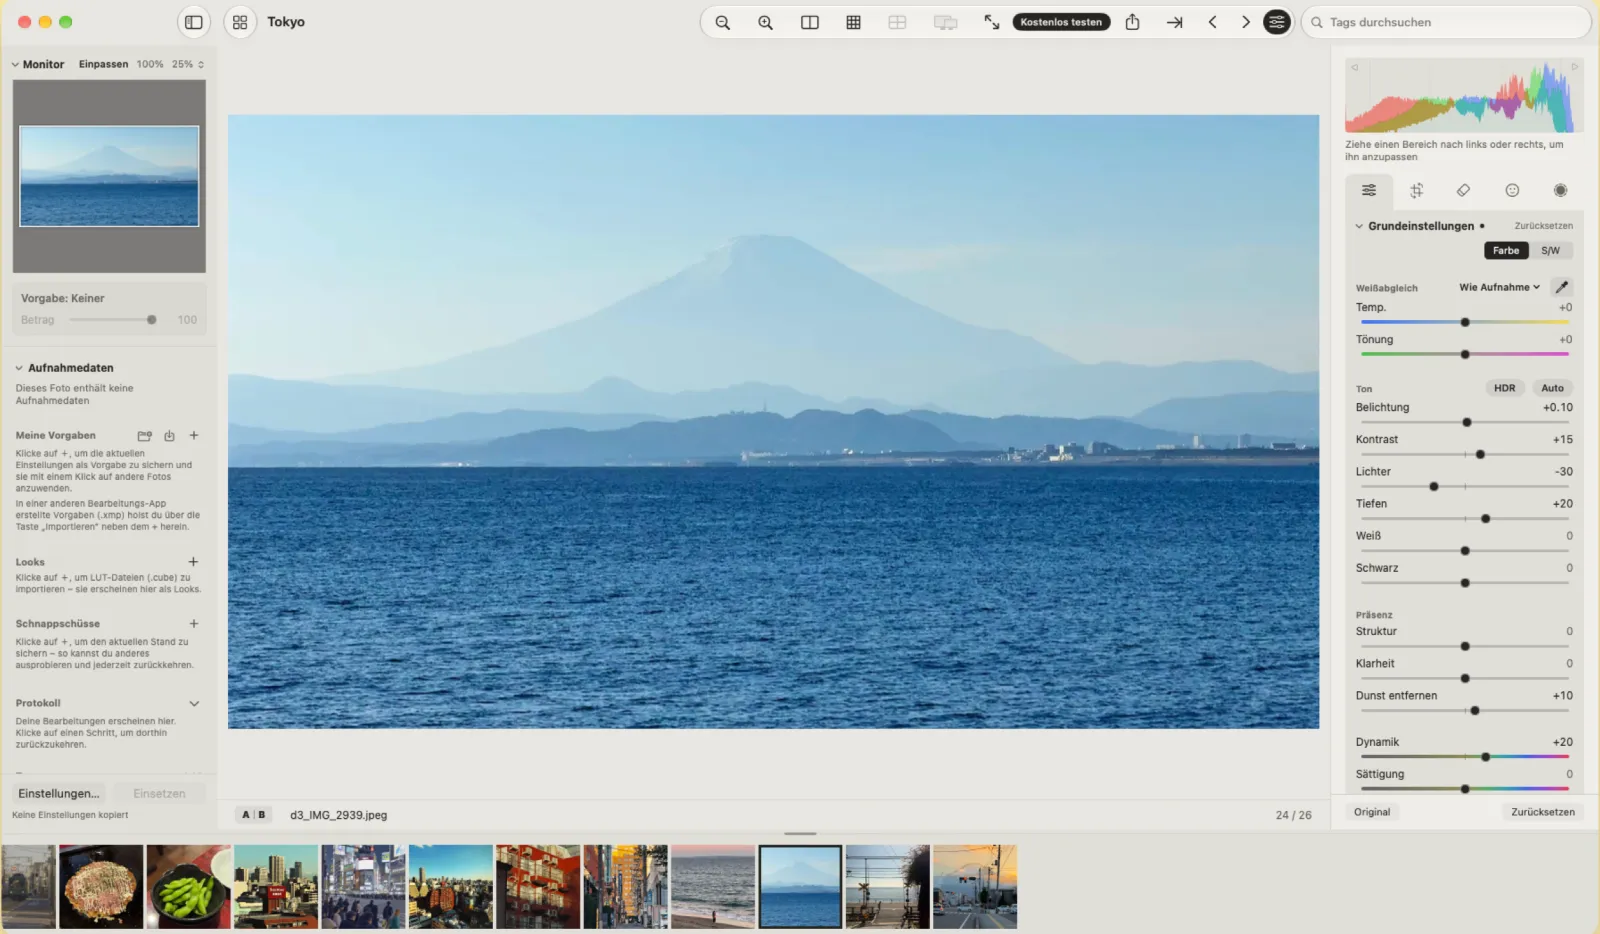 Tokyo
Kostenlos testen
Tags durchsuchen
Monitor Einpassen 100% 25%
Vorgabe: Keiner
Betrag 100
Aufnahmedaten
Dieses Foto enthält keine
Aufnahmedaten
Meine Vorgaben
Klicke auf +, um die aktuellen
Einstellungen als Vorgabe zu sichern und
sie mit einem Klick auf andere Fotos
anzuwenden.
In einer anderen Bearbeitungs-App
erstellte Vorgaben (.xmp) holst du über die
Taste „Importieren" neben dem + herein.
Looks
Klicke auf +, um LUT-Dateien (.cube) zu
importieren – sie erscheinen hier als Looks.
Schnappschüsse
Klicke auf +, um den aktuellen Stand zu
sichern – so kannst du anderes
ausprobieren und jederzeit zurückkehren.
Protokoll
Deine Bearbeitungen erscheinen hier.
Klicke auf einen Schritt, um dorthin
zurückzukehren.
Einstellungen... Einsetzen
Keine Einstellungen kopiert
A | B d3_IMG_2939.jpeg
24 / 26
Ziehe einen Bereich nach links oder rechts, um
ihn anzupassen
Grundeinstellungen • Zurücksetzen
Farbe S/W
Weißabgleich Wie Aufnahme
Temp. +0
Tönung +0
Ton HDR Auto
Belichtung +0.10
Kontrast +15
Lichter -30
Tiefen +20
Weiß 0
Schwarz 0
Präsenz
Struktur 0
Klarheit 0
Dunst entfernen +10
Dynamik +20
Sättigung 0
Original Zurücksetzen